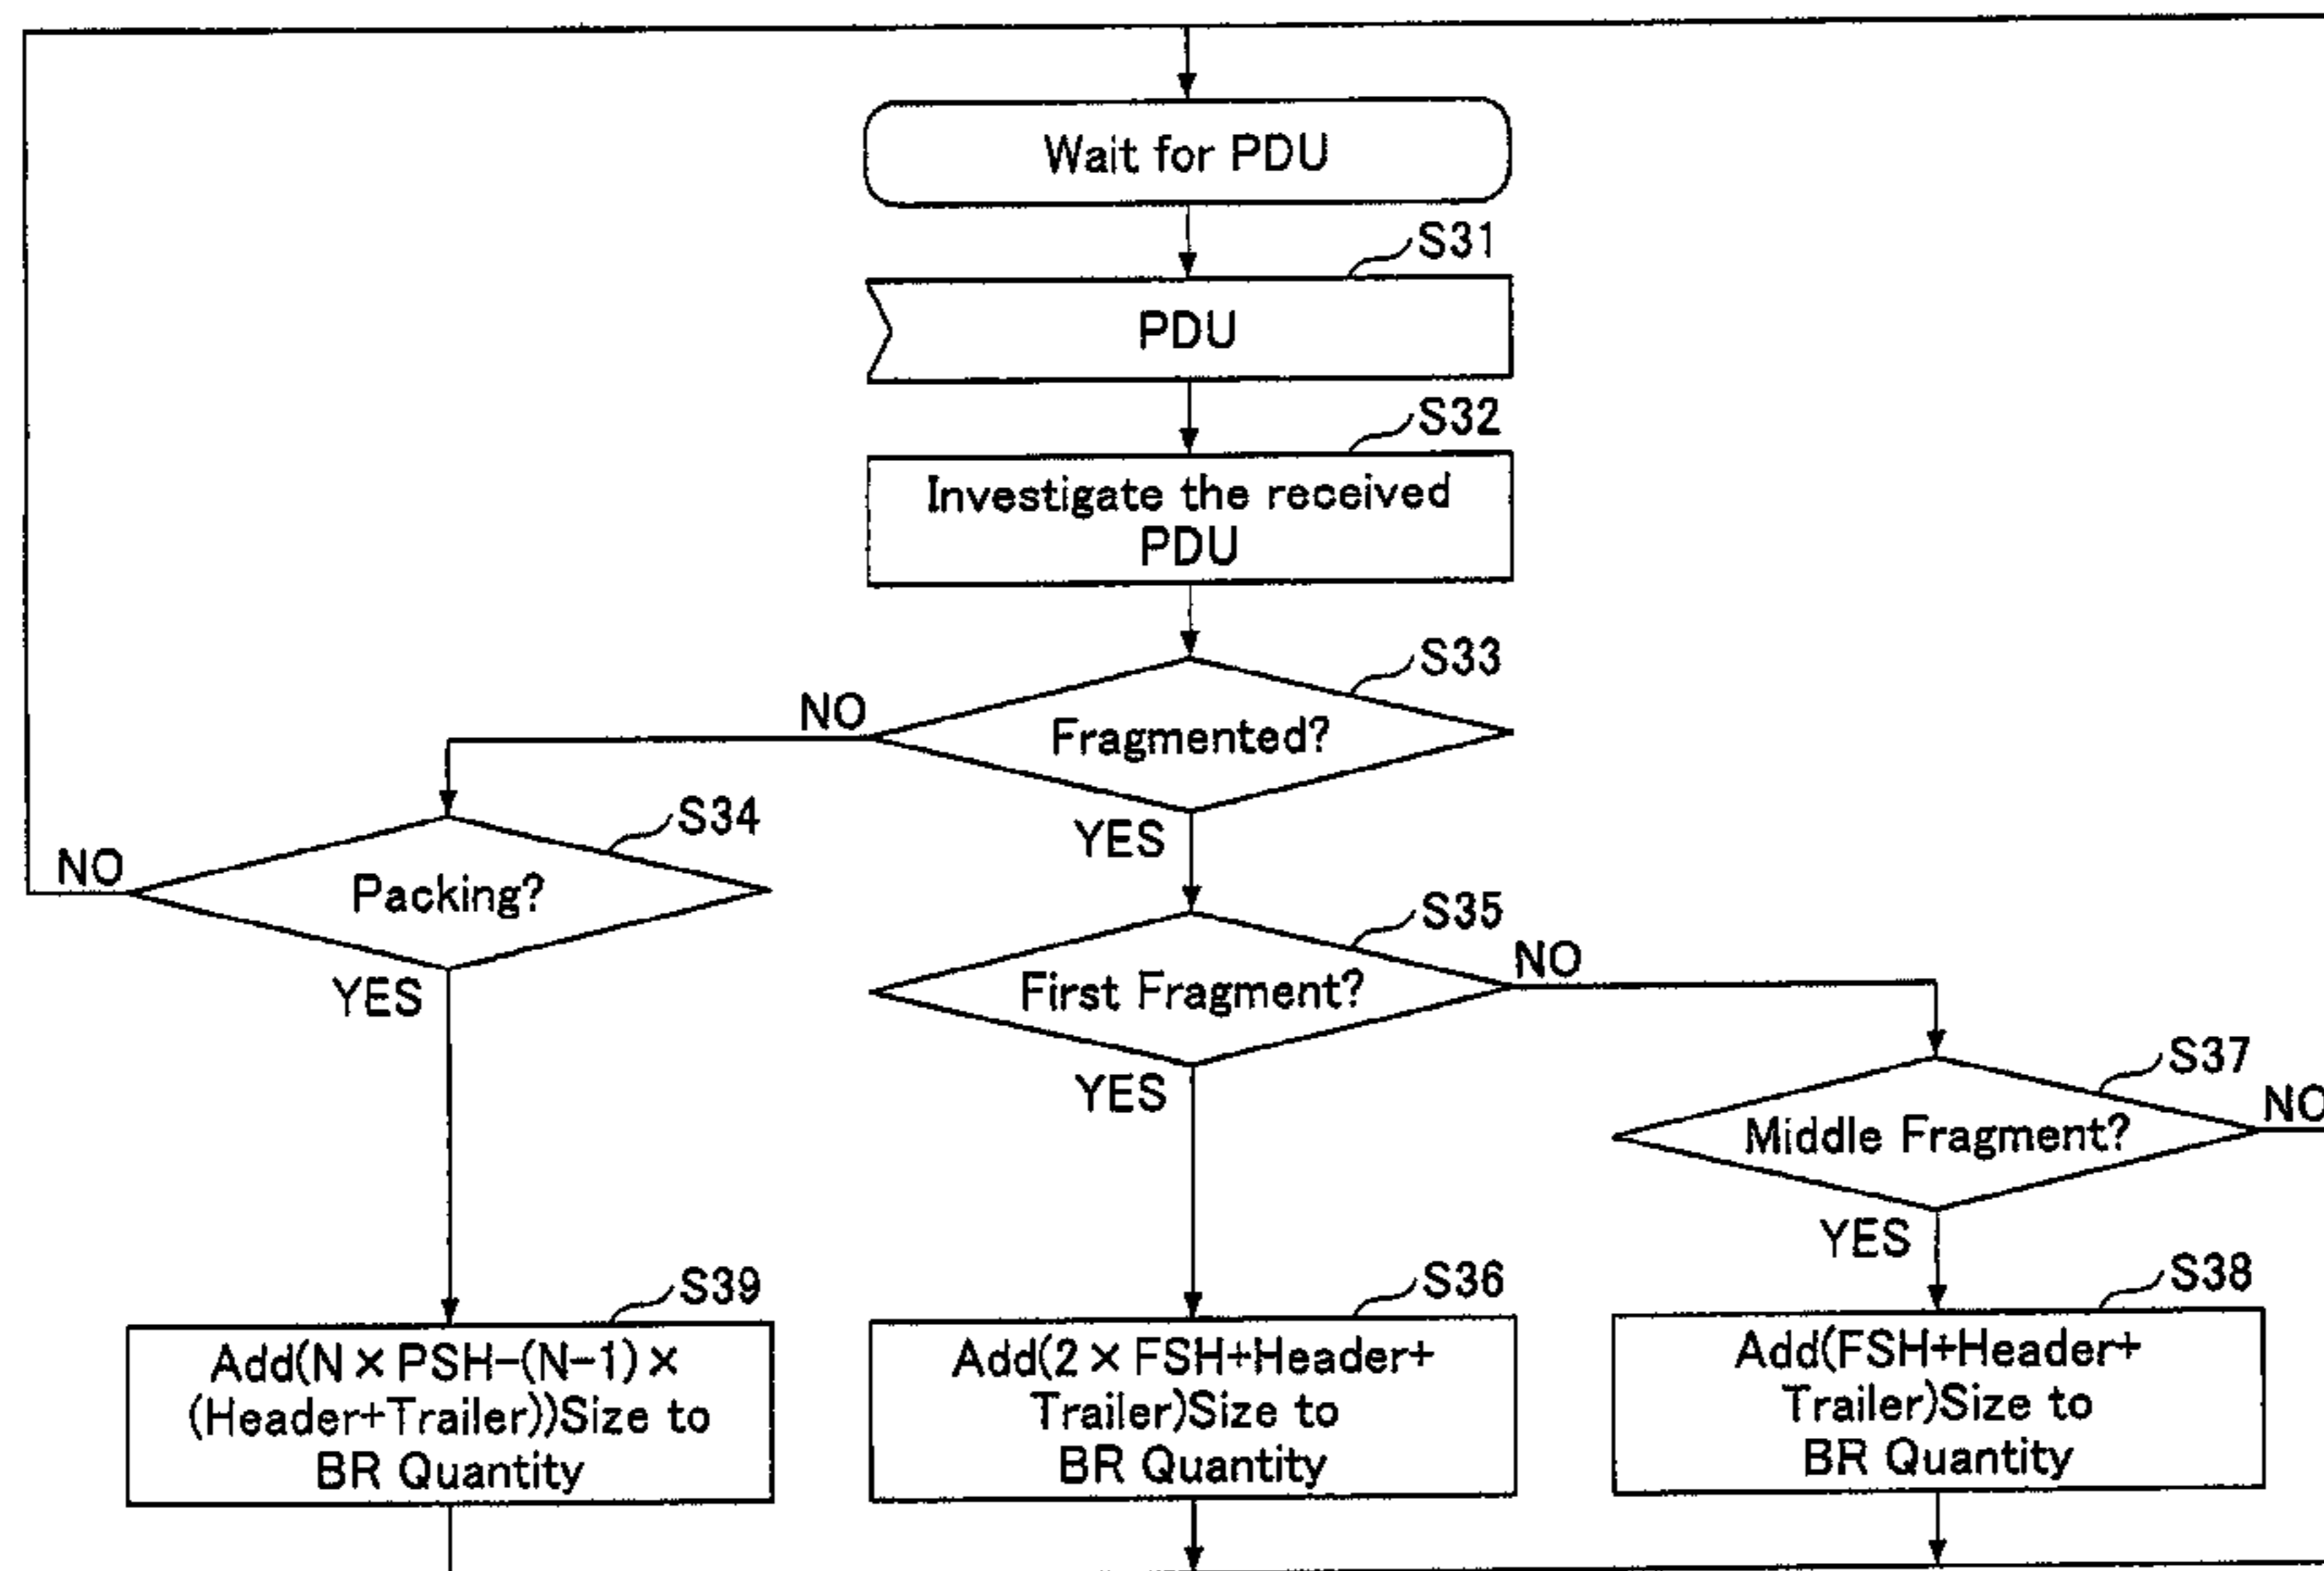 Wait for PDU
S31
PDU
S32
Investigate the received
PDU
S33
NO
Fragmented?
YES
S34
NO
Packing?
YES
S35
NO
First Fragment?
YES
S37
NO
Middle Fragment?
YES
S39
Add(N × PSH-(N-1) ×
(Header+Trailer))Size to
BR Quantity
S36
Add(2 × FSH+Header+
Trailer)Size to
BR Quantity
S38
Add(FSH+Header+
Trailer)Size to
BR Quantity